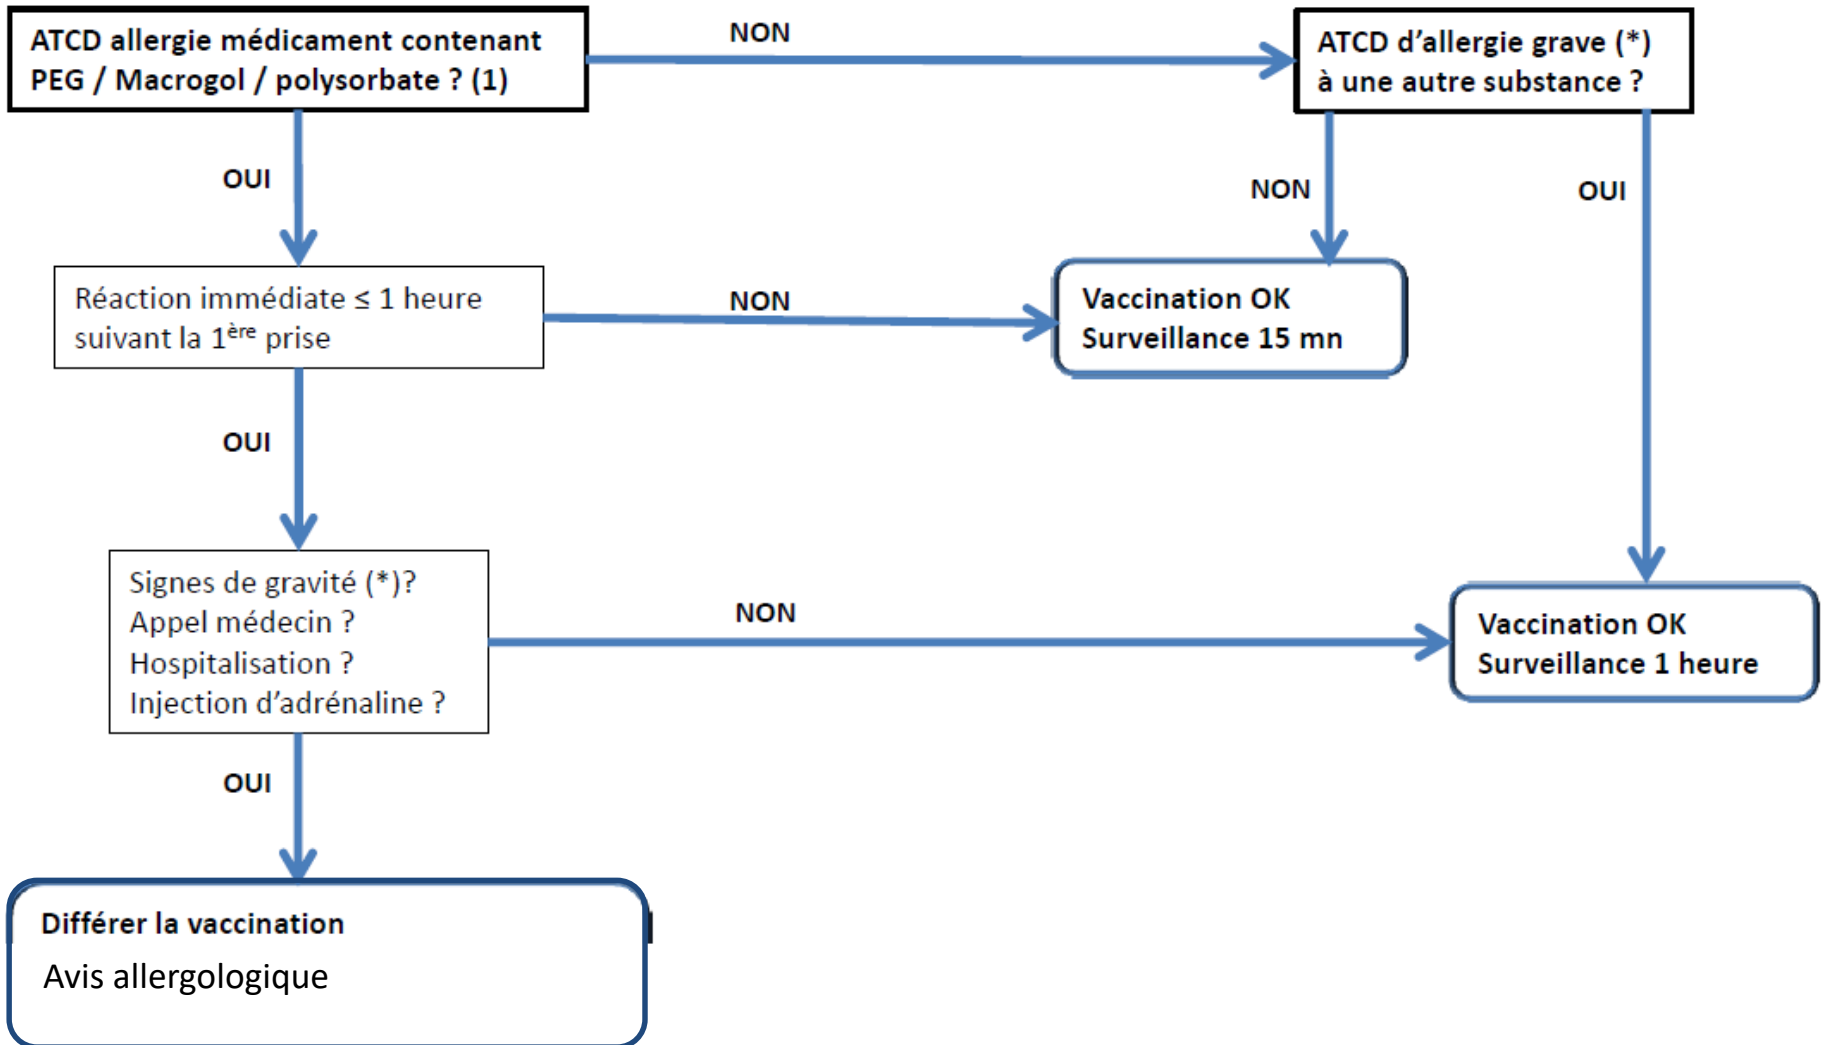 ATCD allergie médicament contenant
PEG / Macrogol / polysorbate ? (1)
NON
ATCD d’allergie grave (*)
à une autre substance ?
OUI
NON
OUI
Réaction immédiate ≤ 1 heure
suivant la 1ère prise
NON
Vaccination OK
Surveillance 15 mn
OUI
Signes de gravité (*)?
Appel médecin ?
Hospitalisation ?
Injection d’adrénaline ?
NON
Vaccination OK
Surveillance 1 heure
OUI
Différer la vaccination
Avis allergologique